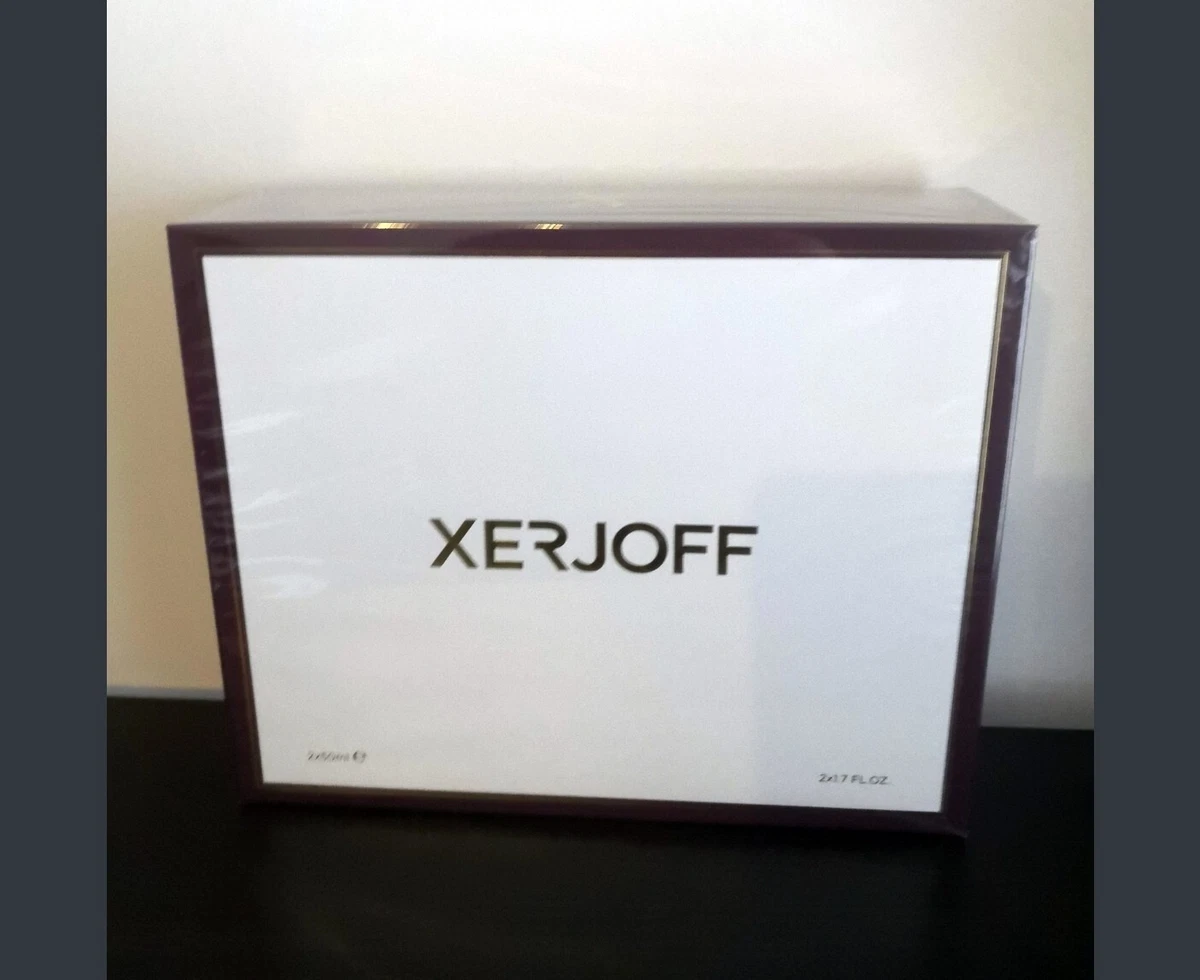 XERJOFF
2x50ml ℮
2x1.7 FL.OZ.